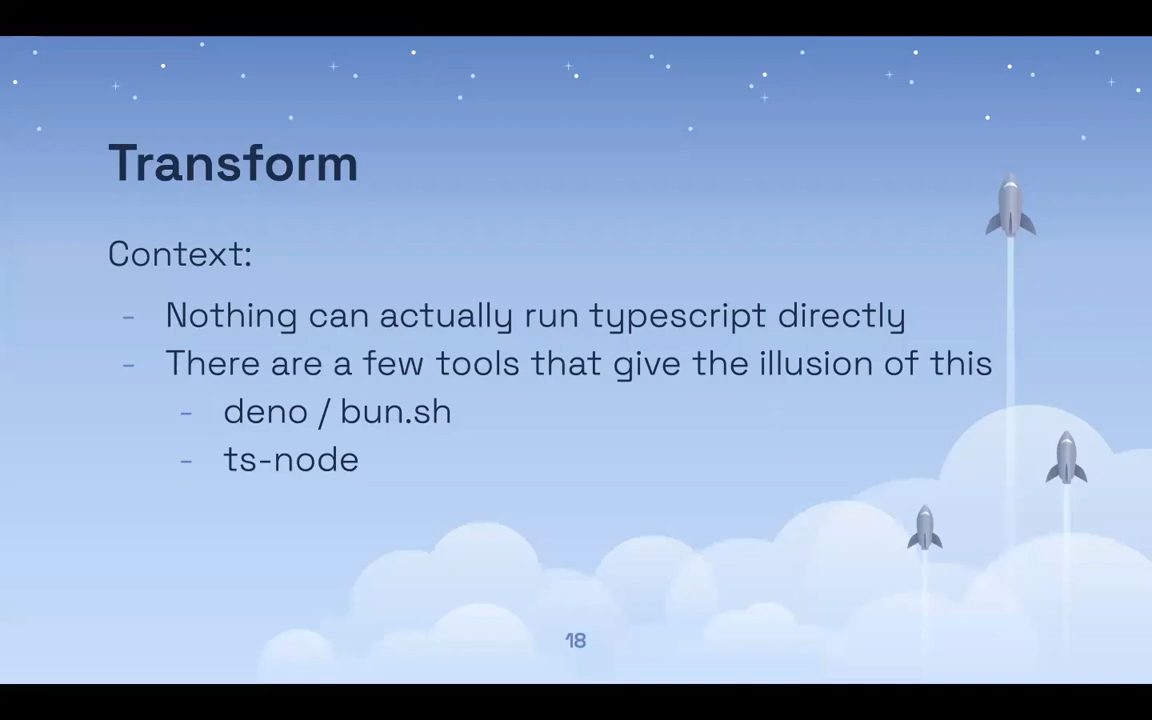 Transform
Context:
- Nothing can actually run typescript directly
- There are a few tools that give the illusion of this
- deno / bun.sh
- ts-node
18